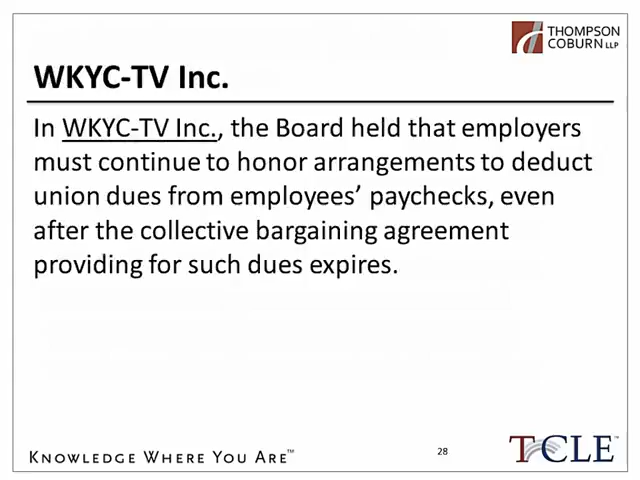 THOMPSON
COBURN LLP
WKYC-TV Inc.
In WKYC-TV Inc., the Board held that employers
must continue to honor arrangements to deduct
union dues from employees’ paychecks, even
after the collective bargaining agreement
providing for such dues expires.
KNOWLEDGE WHERE YOU ARE™
28
TCLE™